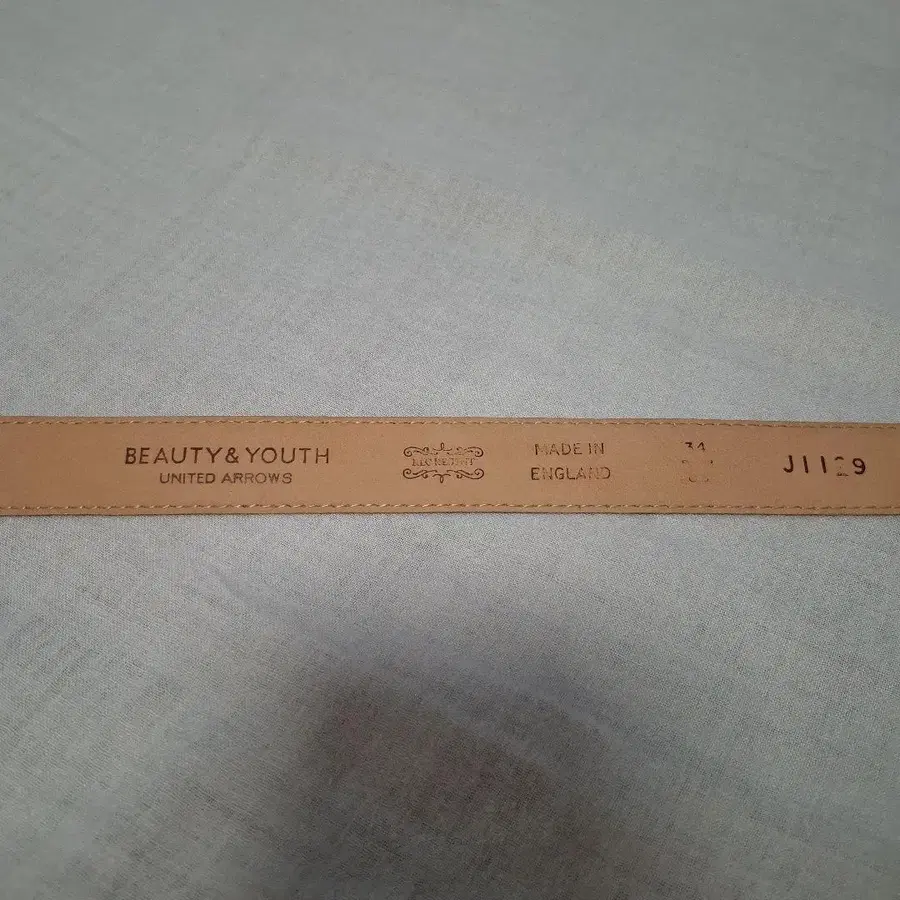 BEAUTY&YOUTH
UNITED ARROWS
MADE IN
ENGLAND
34
J1129